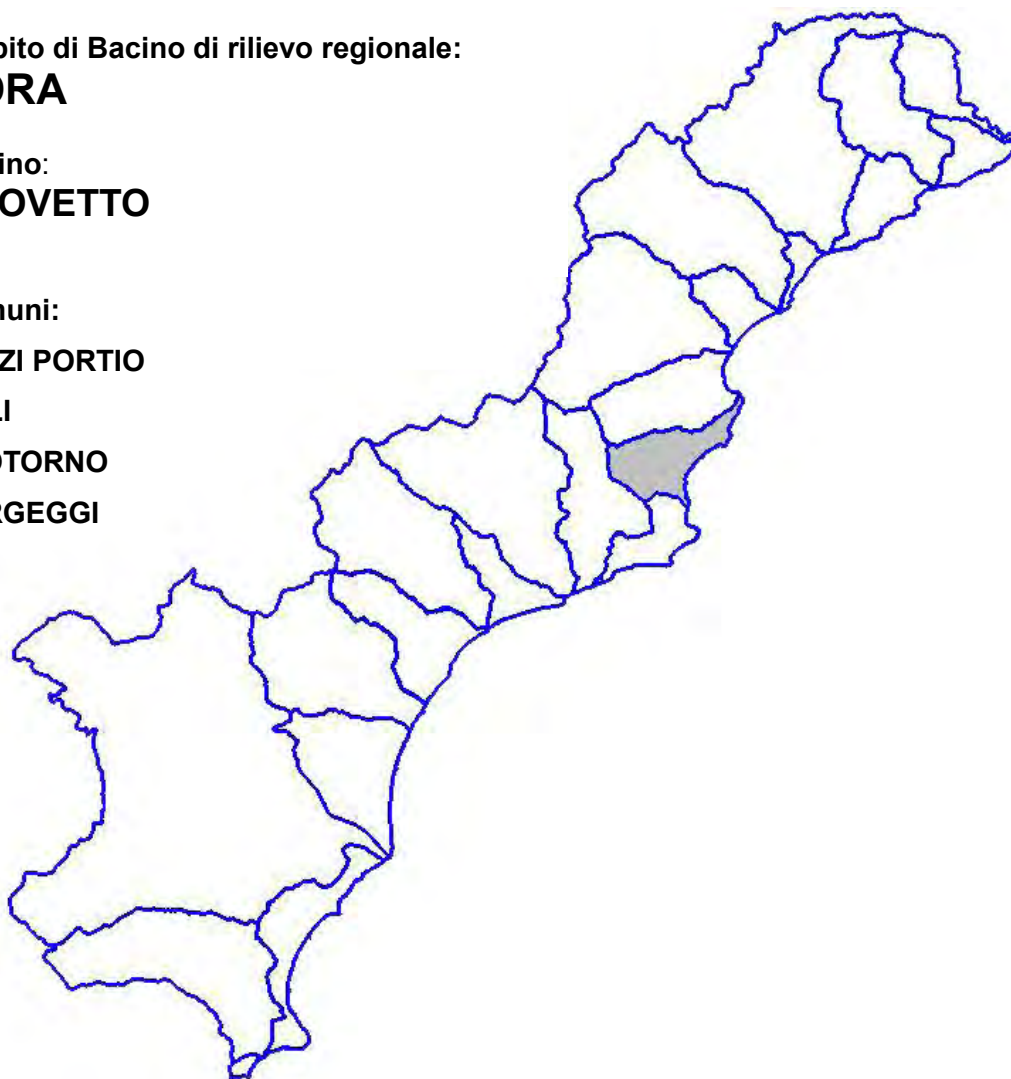 bito di Bacino di rilievo regionale:
ORA
ino:
OVETTO
nuni:
ZI PORTIO
LI
OTORNO
RGEGGI